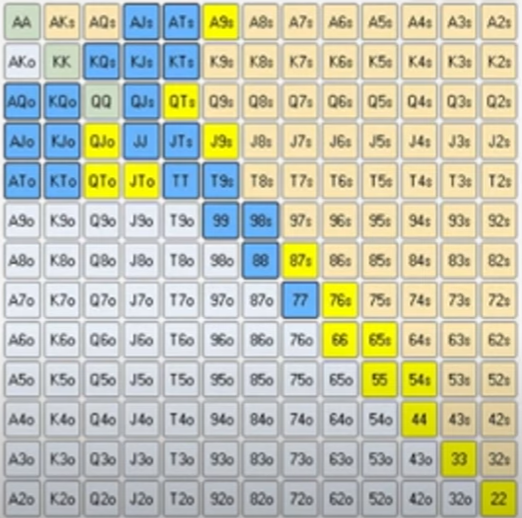 AA AKs AQs AJs ATs A9s A8s A7s A6s A5s A4s A3s A2s
AKo KK KQs KJs KTs K9s K8s K7s K6s K5s K4s K3s K2s
AQo KQo QQ QJs QTs Q9s Q8s Q7s Q6s Q5s Q4s Q3s Q2s
AJo KJo QJo JJ JTs J9s J8s J7s J6s J5s J4s J3s J2s
ATo KTo QTo JTo TT T9s T8s T7s T6s T5s T4s T3s T2s
A9o K9o Q9o J9o T9o 99 98s 97s 96s 95s 94s 93s 92s
A8o K8o Q8o J8o T8o 98o 88 87s 86s 85s 84s 83s 82s
A7o K7o Q7o J7o T7o 97o 87o 77 76s 75s 74s 73s 72s
A6o K6o Q6o J6o T6o 96o 86o 76o 66 65s 64s 63s 62s
A5o K5o Q5o J5o T5o 95o 85o 75o 65o 55 54s 53s 52s
A4o K4o Q4o J4o T4o 94o 84o 74o 64o 54o 44 43s 42s
A3o K3o Q3o J3o T3o 93o 83o 73o 63o 53o 43o 33 32s
A2o K2o Q2o J2o T2o 92o 82o 72o 62o 52o 42o 32o 22